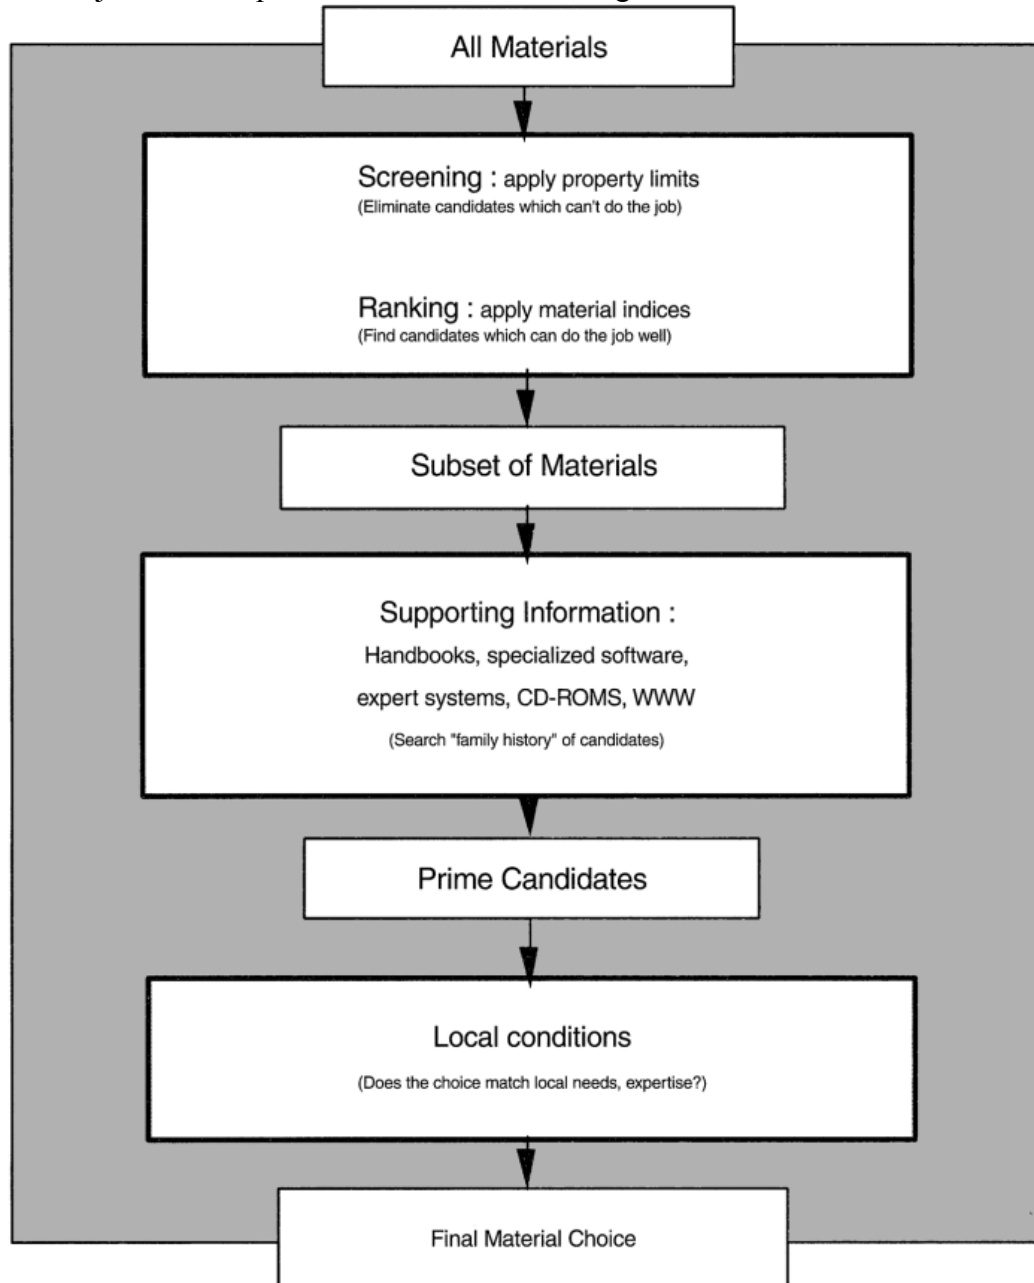 All Materials
Screening : apply property limits
(Eliminate candidates which can't do the job)
Ranking : apply material indices
(Find candidates which can do the job well)
Subset of Materials
Supporting Information :
Handbooks, specialized software,
expert systems, CD-ROMS, WWW
(Search "family history" of candidates)
Prime Candidates
Local conditions
(Does the choice match local needs, expertise?)
Final Material Choice